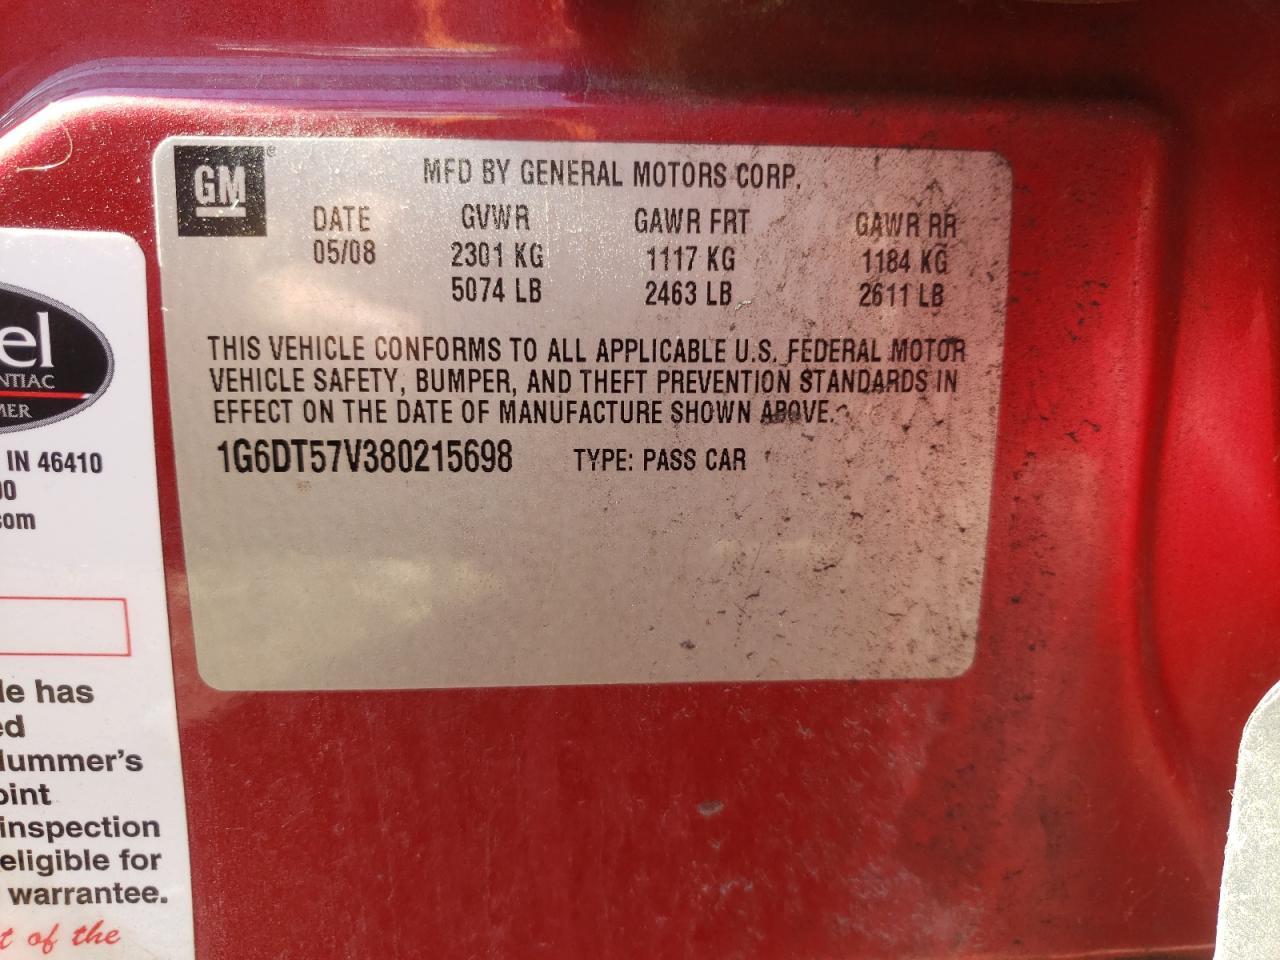 GM
MFD BY GENERAL MOTORS CORP.
DATE GVWR GAWR FRT GAWR RR
05/08 2301 KG 1117 KG 1184 KG
5074 LB 2463 LB 2611 LB
THIS VEHICLE CONFORMS TO ALL APPLICABLE U.S. FEDERAL MOTOR
VEHICLE SAFETY, BUMPER, AND THEFT PREVENTION STANDARDS IN
EFFECT ON THE DATE OF MANUFACTURE SHOWN ABOVE.
1G6DT57V380215698 TYPE: PASS CAR
IN 46410
inspection
eligible for
warrantee.
of the